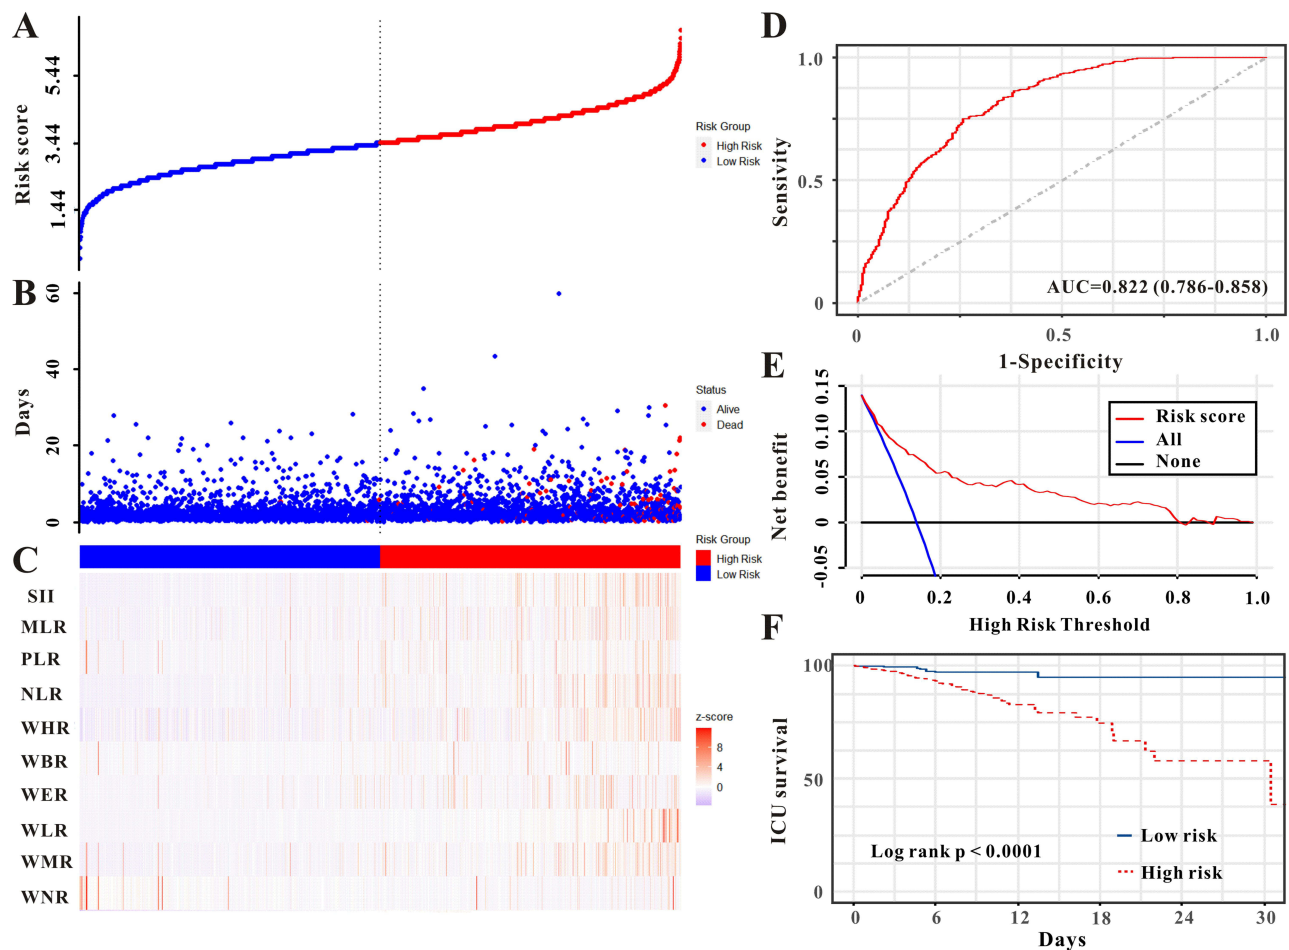 A
Risk score
5.44
3.44
1.44
Risk Group
High Risk
Low Risk
B
Days
60
40
20
0
Status
Alive
Dead
C
Risk Group
High Risk
Low Risk
SII
MLR
PLR
NLR
WHR
WBR
WER
WLR
WMR
WNR
z-score
8
4
0
D
Sensivity
1.0
0.5
0
AUC=0.822 (0.786-0.858)
0 0.5 1.0
1-Specificity
E
Net benefit
0.15
0.10
0.05
0
-0.05
Risk score
All
None
0 0.2 0.4 0.6 0.8 1.0
High Risk Threshold
F
ICU survival
100
50
0
Log rank p < 0.0001
Low risk
High risk
0 6 12 18 24 30
Days